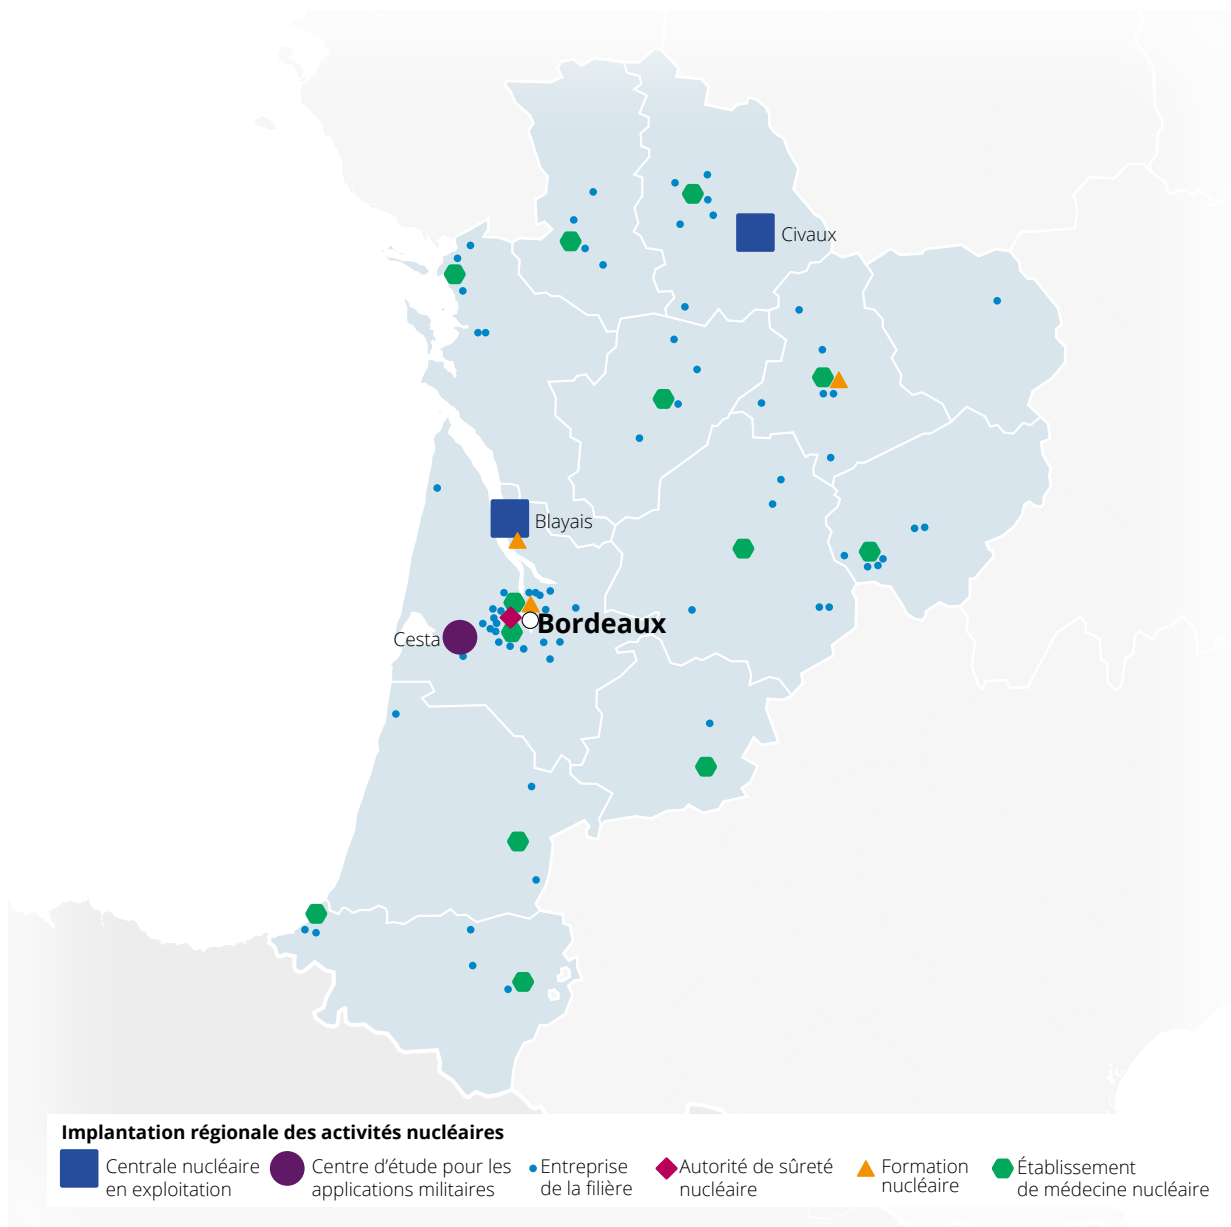 Civaux
Blayais
Bordeaux
Cesta
Implantation régionale des activités nucléaires
Centrale nucléaire
en exploitation
Centre d’étude pour les
applications militaires
Entreprise
de la filière
Autorité de sûreté
nucléaire
Formation
nucléaire
Établissement
de médecine nucléaire